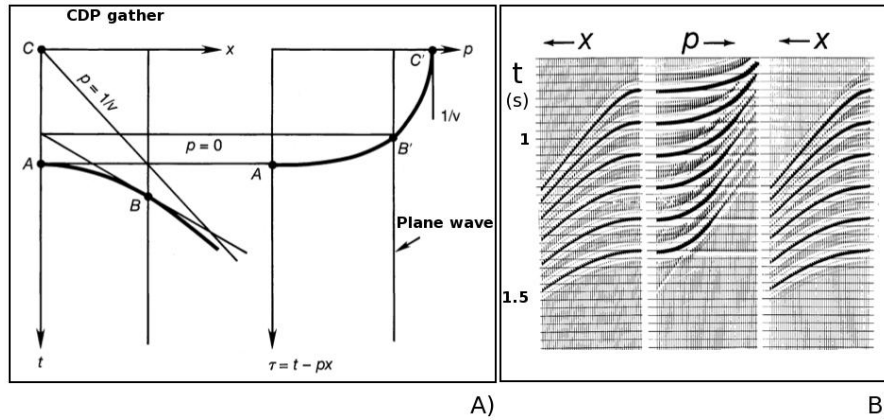 CDP gather
C
x
p
C'
p = 1/v
1/v
p = 0
B'
A
A
B
Plane wave
t
τ = t – px
A)
← x
p →
← x
t
(s)
1
1.5
B